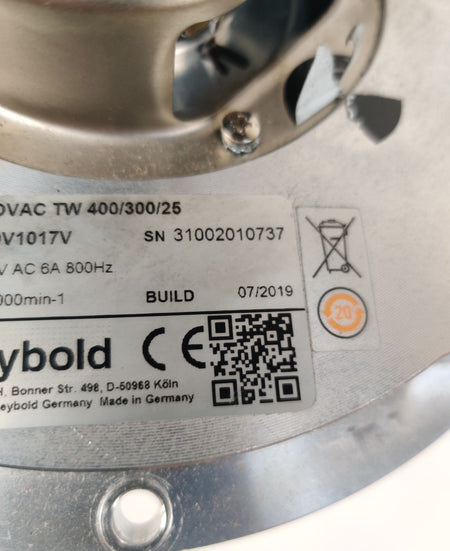 OVAC TW 400/300/25
V1017V
SN 31002010737
V AC 6A 800Hz
000min-1
BUILD 07/2019
20
ybold CE
H, Bonner Str. 498, D-50968 Köln
eybold Germany Made in Germany